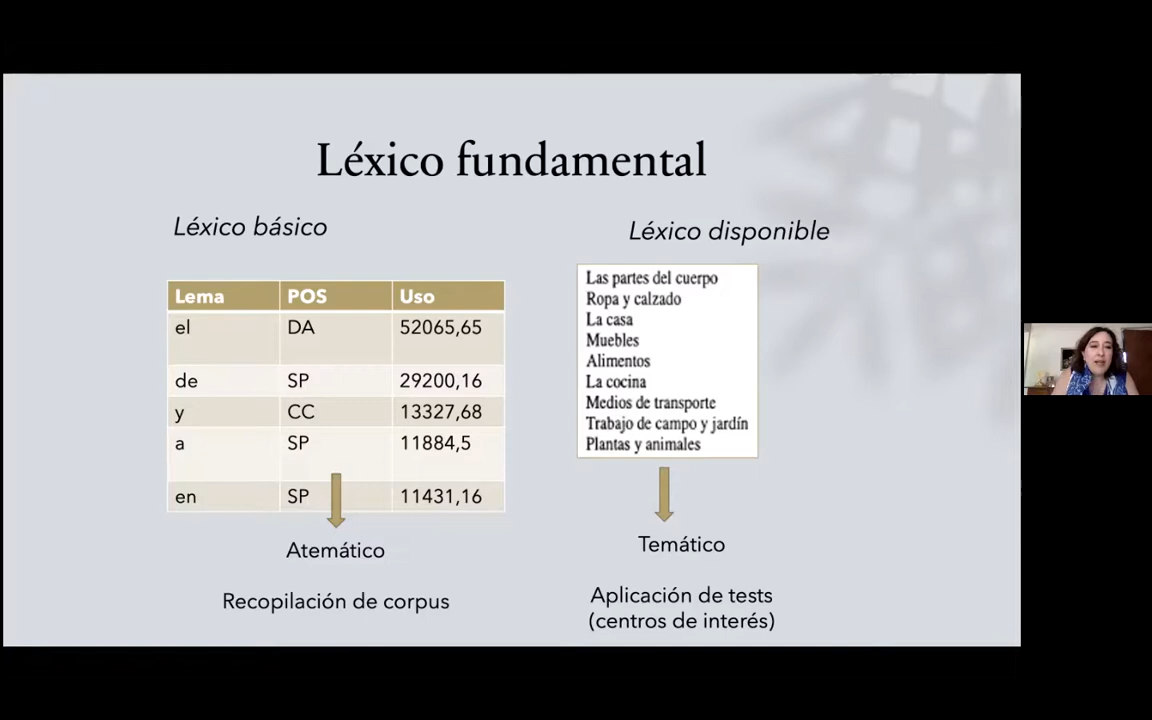 Léxico fundamental
Léxico básico
Lema POS Uso
el DA 52065,65
de SP 29200,16
y CC 13327,68
a SP 11884,5
en SP 11431,16
Atemático
Recopilación de corpus
Léxico disponible
Las partes del cuerpo
Ropa y calzado
La casa
Muebles
Alimentos
La cocina
Medios de transporte
Trabajo de campo y jardín
Plantas y animales
Temático
Aplicación de tests
(centros de interés)